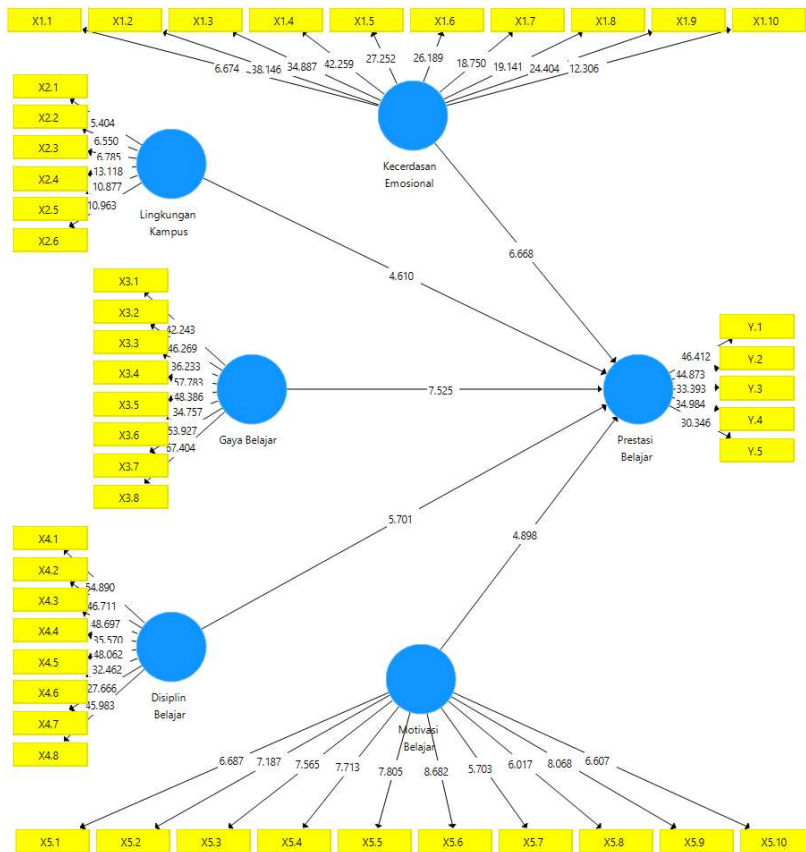 X1.1
X1.2
X1.3
X1.4
X1.5
X1.6
X1.7
X1.8
X1.9
X1.10
6.674
38.146
34.887
42.259
27.252
26.189
18.750
19.141
24.404
12.306
Kecerdasan
Emosional
X2.1
X2.2
X2.3
X2.4
X2.5
X2.6
5.404
6.550
6.785
13.118
10.877
10.963
Lingkungan
Kampus
6.668
4.610
X3.1
X3.2
X3.3
X3.4
X3.5
X3.6
X3.7
X3.8
42.243
46.269
36.233
57.783
48.386
34.757
53.927
67.404
Gaya Belajar
7.525
Prestasi
Belajar
46.412
44.873
33.393
34.984
30.346
Y.1
Y.2
Y.3
Y.4
Y.5
5.701
4.898
X4.1
X4.2
X4.3
X4.4
X4.5
X4.6
X4.7
X4.8
54.890
46.711
48.697
35.570
48.062
32.462
27.666
45.983
Disiplin
Belajar
Motivasi
Belajar
6.687
7.187
7.565
7.713
7.805
8.682
5.703
6.017
8.068
6.607
X5.1
X5.2
X5.3
X5.4
X5.5
X5.6
X5.7
X5.8
X5.9
X5.10